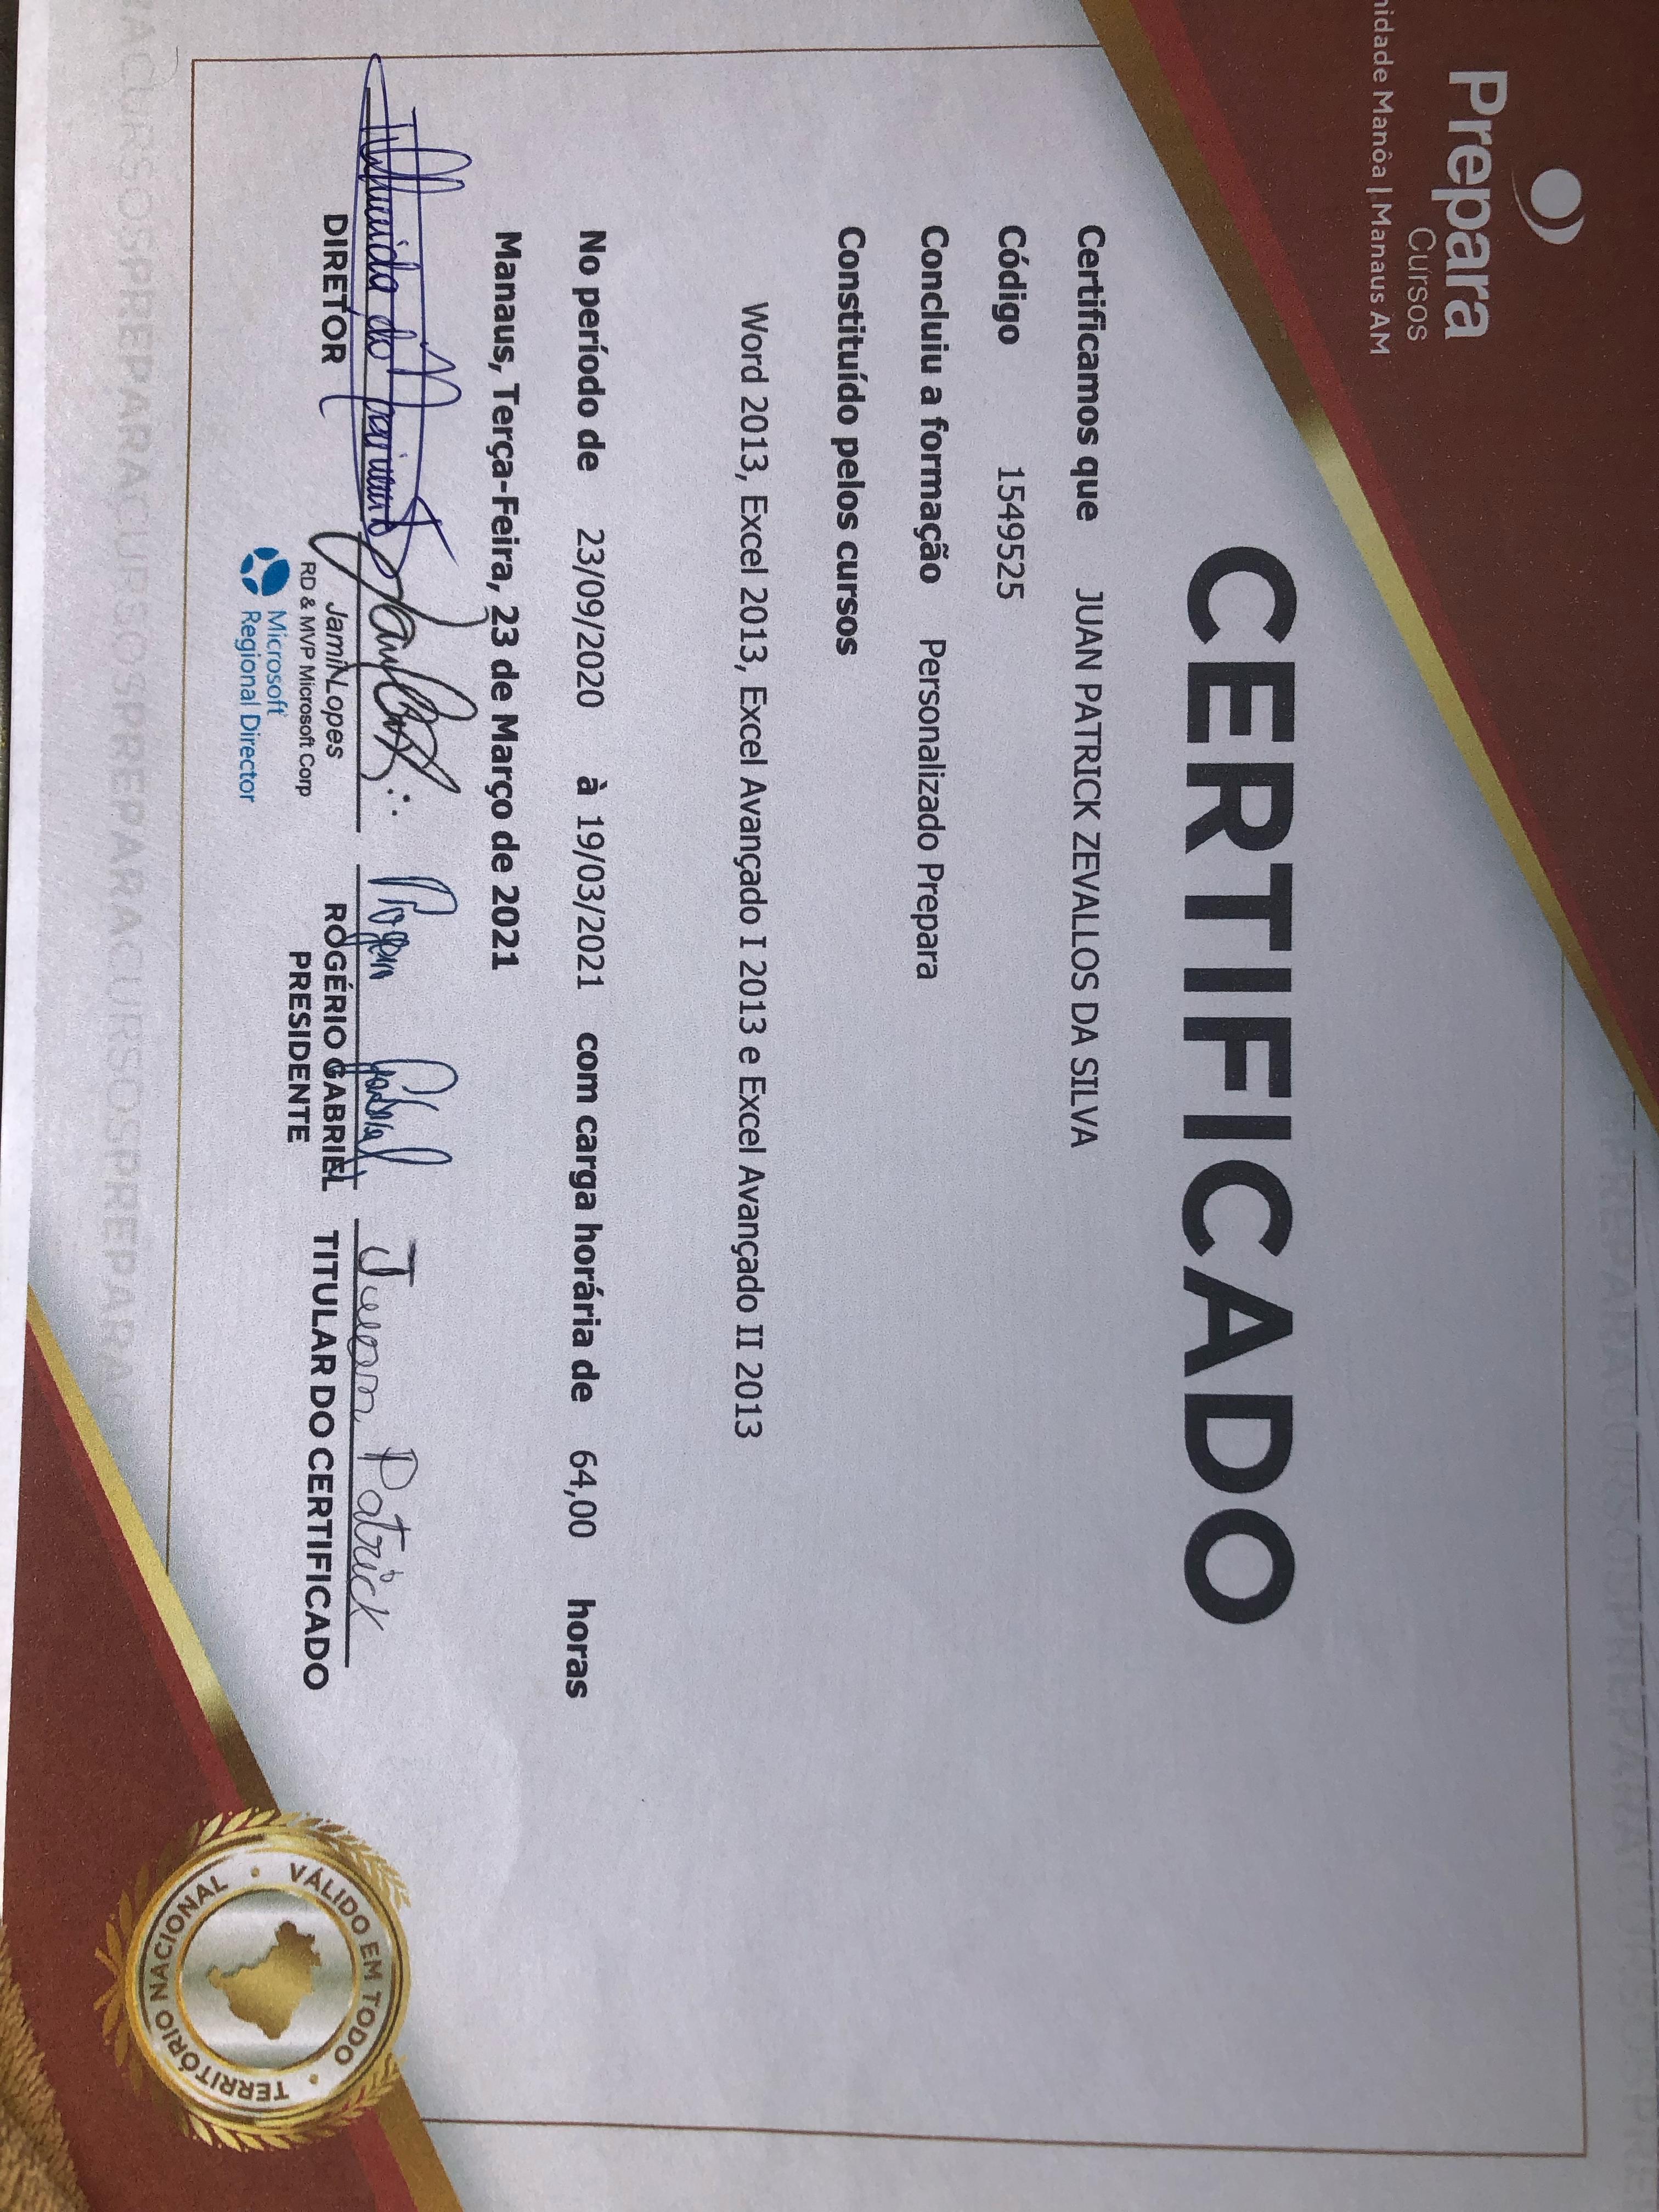 Prepara
Cursos
nidade Manôa | Manaus AM
CERTIFICADO
Certificamos que JUAN PATRICK ZEVALLOS DA SILVA
Código 1549525
Concluiu a formação Personalizado Prepara
Constituído pelos cursos
Word 2013, Excel 2013, Excel Avançado I 2013 e Excel Avançado II 2013
No período de 23/09/2020 à 19/03/2021 com carga horária de 64,00 horas
Manaus, Terça-Feira, 23 de Março de 2021
Rogério Gabriel
Juan Patrick
DIRETOR
Jamil Lopes
RD & MVP Microsoft Corp
Microsoft
Regional Director
ROGÉRIO GABRIEL
PRESIDENTE
TITULAR DO CERTIFICADO
VÁLIDO EM TODO TERRITÓRIO NACIONAL
RACURSOSPREPARACURSOSPREPARACURSOSPREPARAC